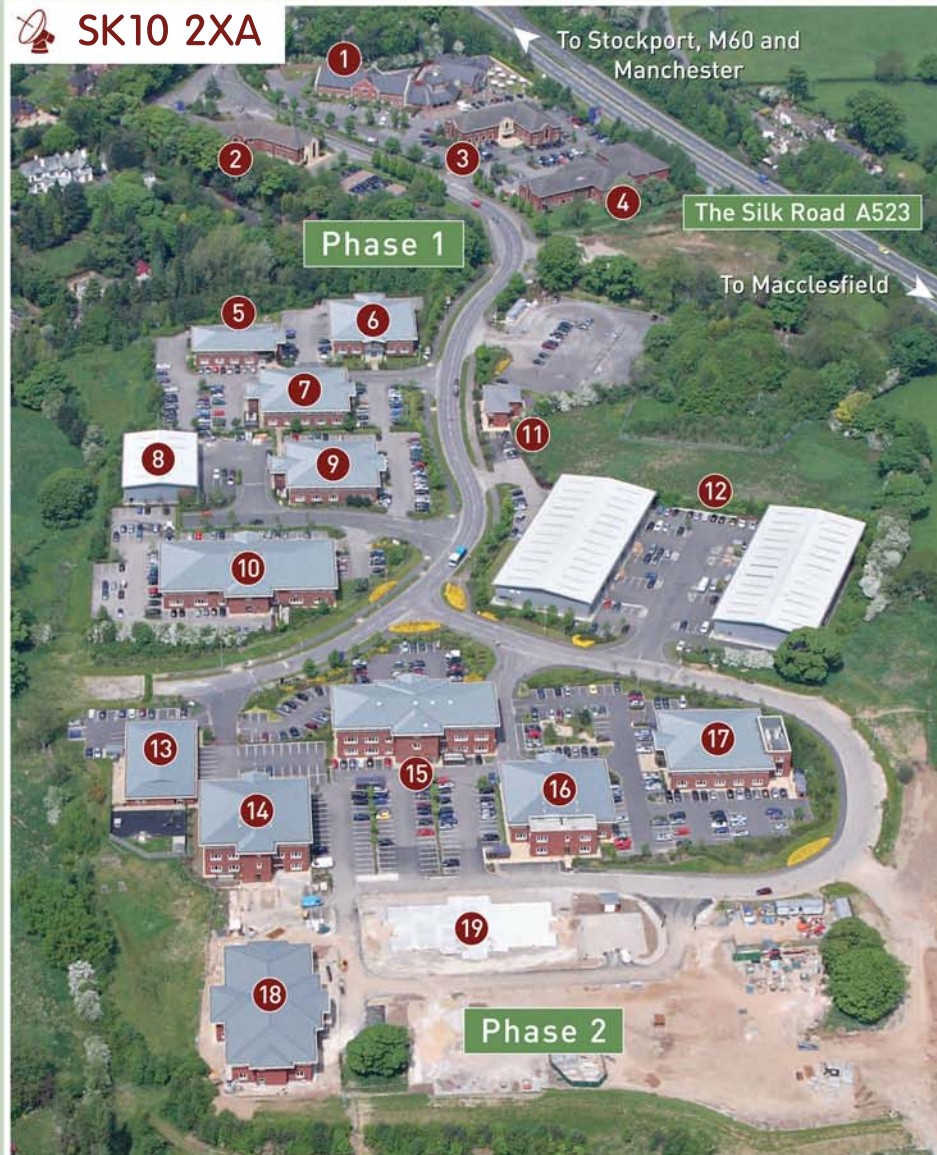 SK10 2XA
To Stockport, M60 and
Manchester
1
2
3
4
The Silk Road A523
Phase 1
To Macclesfield
5
6
7
8
9
10
11
12
13
14
15
16
17
18
19
Phase 2